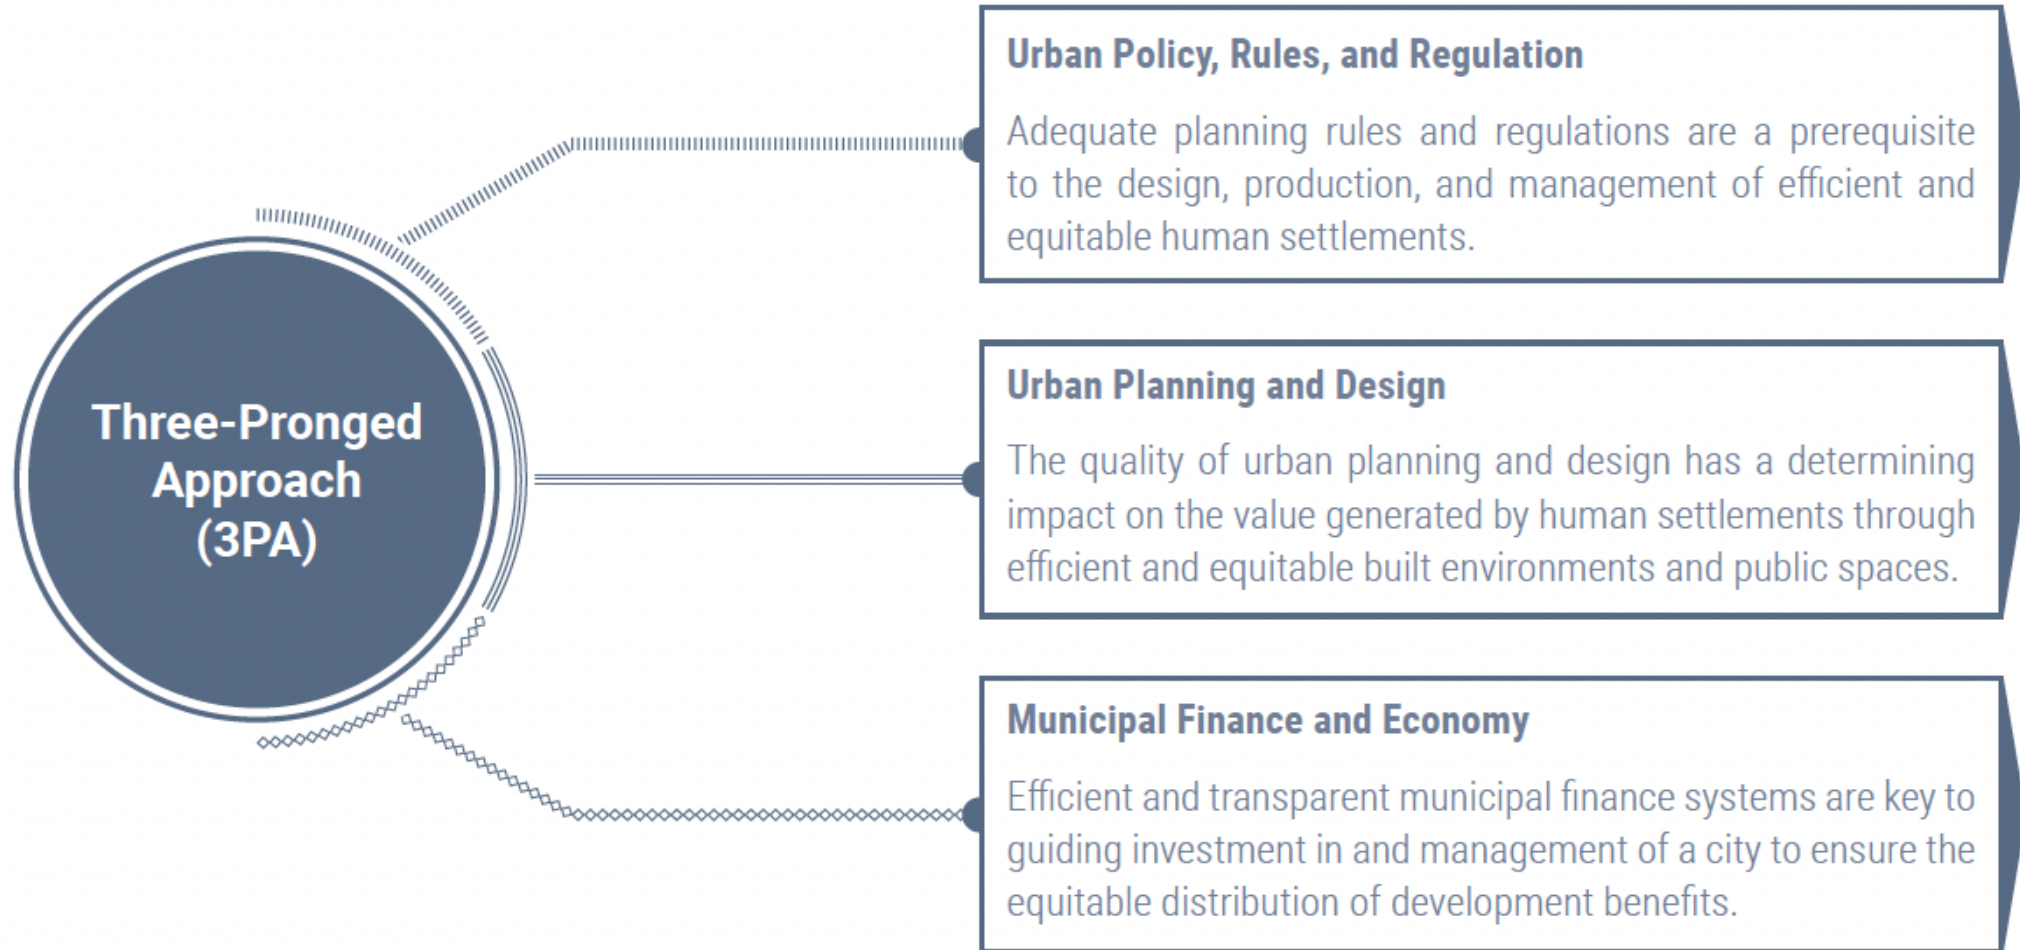 Three-Pronged
Approach
(3PA)
Urban Policy, Rules, and Regulation
Adequate planning rules and regulations are a prerequisite
to the design, production, and management of efficient and
equitable human settlements.
Urban Planning and Design
The quality of urban planning and design has a determining
impact on the value generated by human settlements through
efficient and equitable built environments and public spaces.
Municipal Finance and Economy
Efficient and transparent municipal finance systems are key to
guiding investment in and management of a city to ensure the
equitable distribution of development benefits.